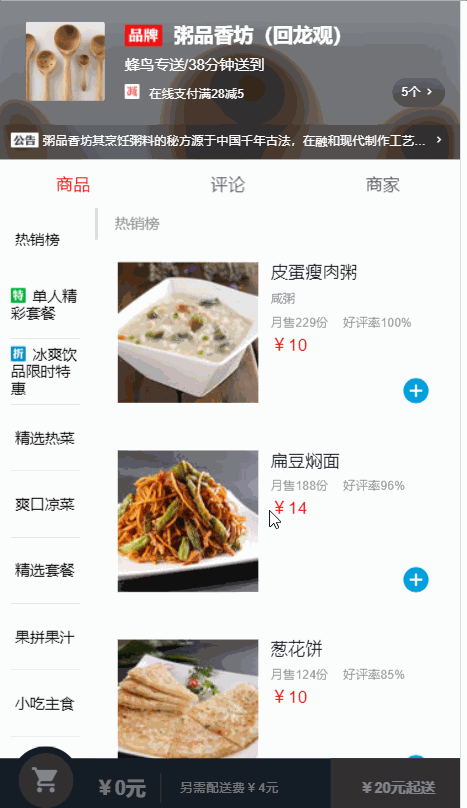 品牌 粥品香坊（回龙观）
蜂鸟专送/38分钟送到
减 在线支付满28减5
5个 >
公告 粥品香坊其烹饪粥料的秘方源于中国千年古法，在融和现代制作工艺... >
商品 评论 商家
热销榜
特 单人精
彩套餐
折 冰爽饮
品限时特
惠
精选热菜
爽口凉菜
精选套餐
果拼果汁
小吃主食
热销榜
皮蛋瘦肉粥
咸粥
月售229份 好评率100%
￥10
扁豆焖面
月售188份 好评率96%
￥14
葱花饼
月售124份 好评率85%
￥10
￥0元 另需配送费￥4元 ￥20元起送